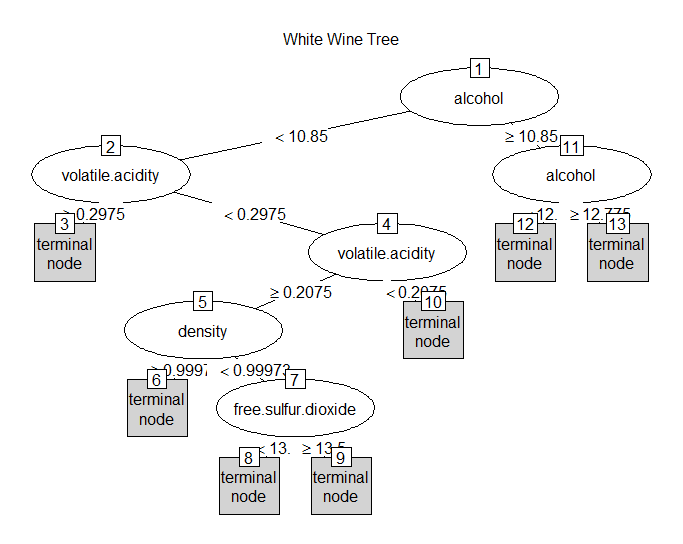 White Wine Tree
1
alcohol
< 10.85
≥ 10.85
2
volatile.acidity
11
alcohol
< 0.2975
≥ 12.775
3
terminal
node
4
volatile.acidity
12
terminal
node
13
terminal
node
≥ 0.2075
5
density
10
terminal
node
< 0.99973
6
terminal
node
7
free.sulfur.dioxide
≥ 13.5
8
terminal
node
9
terminal
node